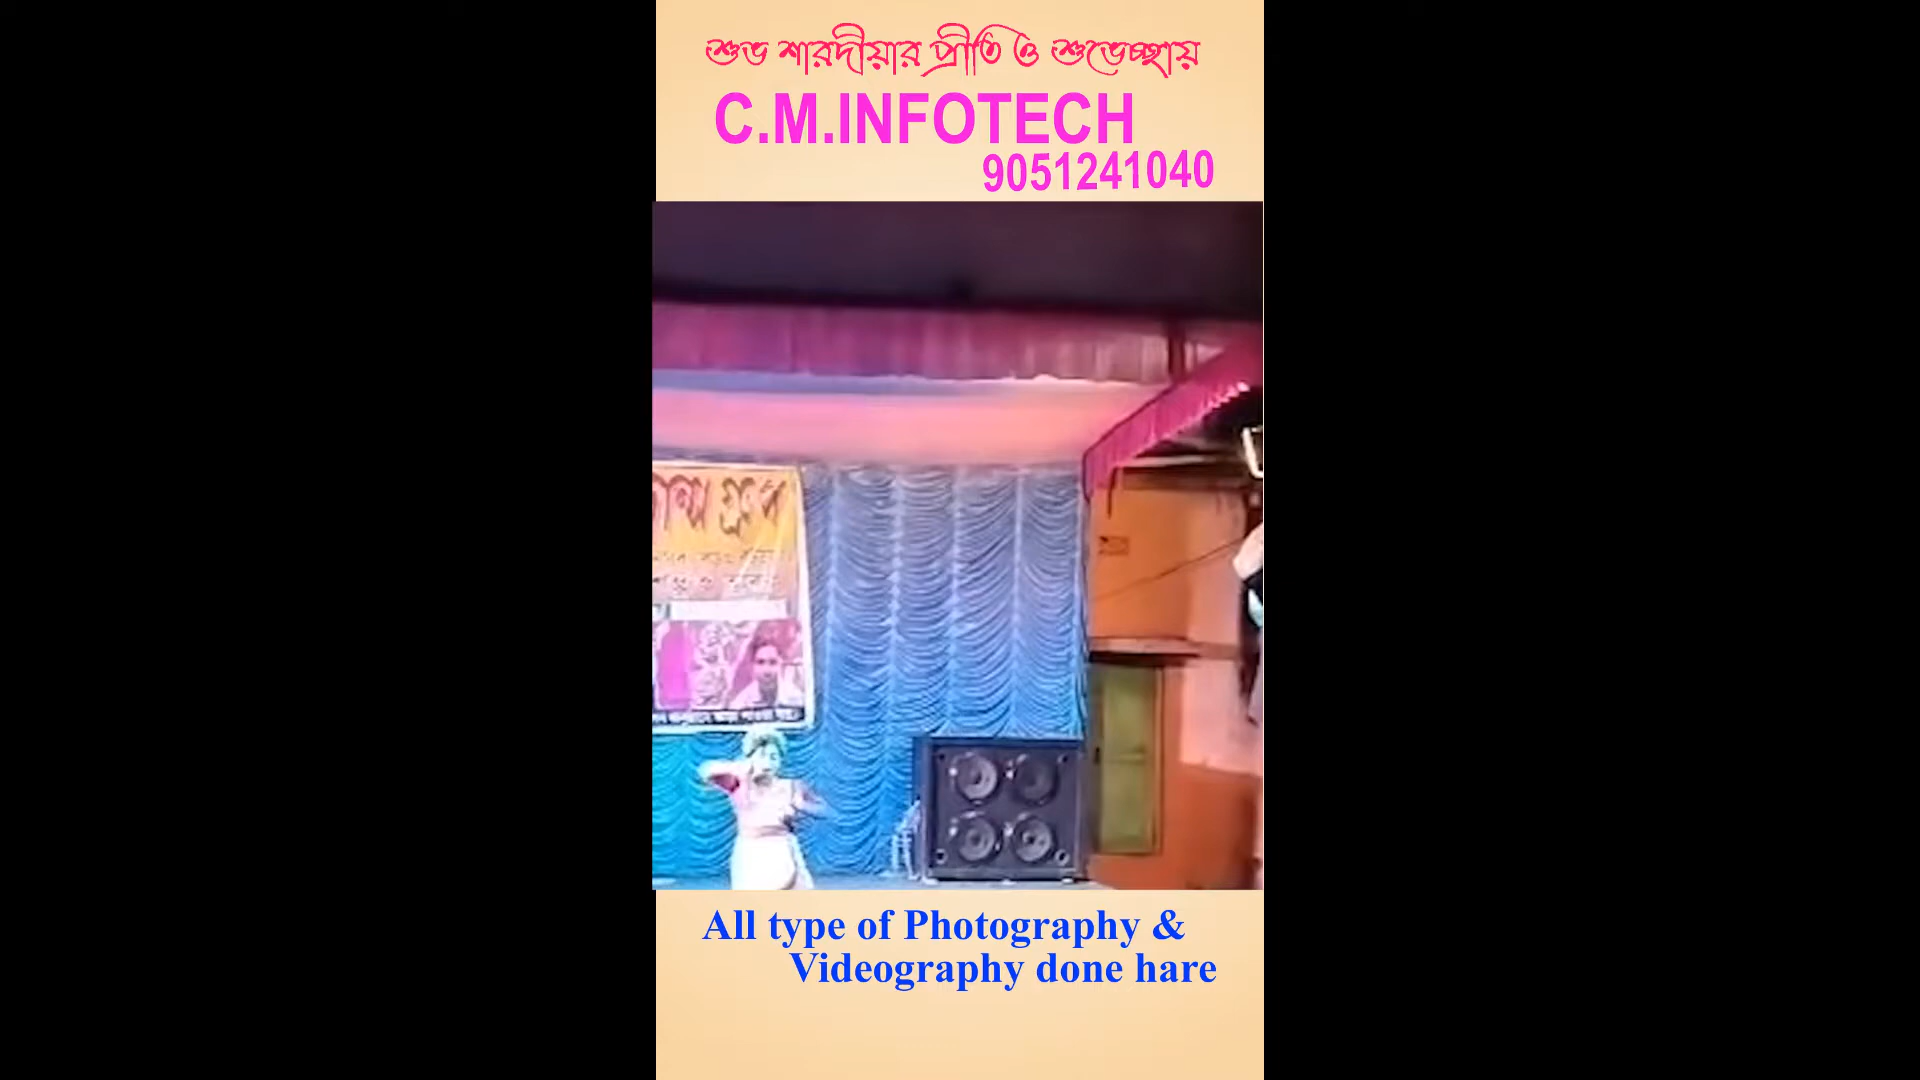 শুভ শারদীয়ার প্রীতি ও শুভেচ্ছায়
C.M.INFOTECH
9051241040
ডান্স গ্রুপ
All type of Photography &
Videography done hare